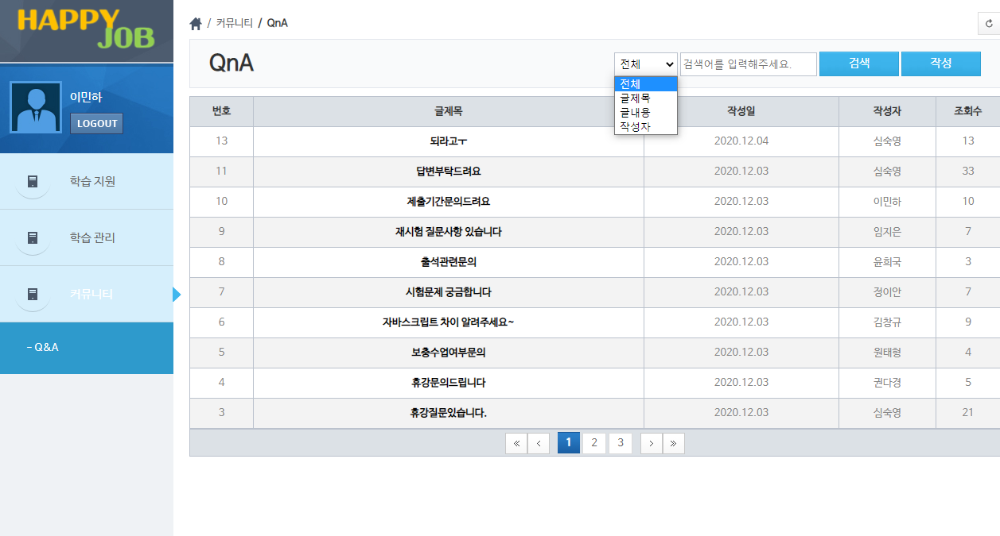 HAPPY
JOB
이민하
LOGOUT
학습 지원
학습 관리
커뮤니티
- Q&A
/ 커뮤니티 / QnA
QnA
전체 검색어를 입력해주세요. 검색 작성
전체
글제목
글내용
작성자
번호 글제목 작성일 작성자 조회수
13 되라고ㅜ 2020.12.04 심숙영 13
11 답변부탁드려요 2020.12.03 심숙영 33
10 제출기간문의드려요 2020.12.03 이민하 10
9 재시험 질문사항 있습니다 2020.12.03 임지은 7
8 출석관련문의 2020.12.03 윤희국 3
7 시험문제 궁금합니다 2020.12.03 정이안 7
6 자바스크립트 차이 알려주세요~ 2020.12.03 김창규 9
5 보충수업여부문의 2020.12.03 원태형 4
4 휴강문의드립니다 2020.12.03 권다경 5
3 휴강질문있습니다. 2020.12.03 심숙영 21
« ‹ 1 2 3 › »